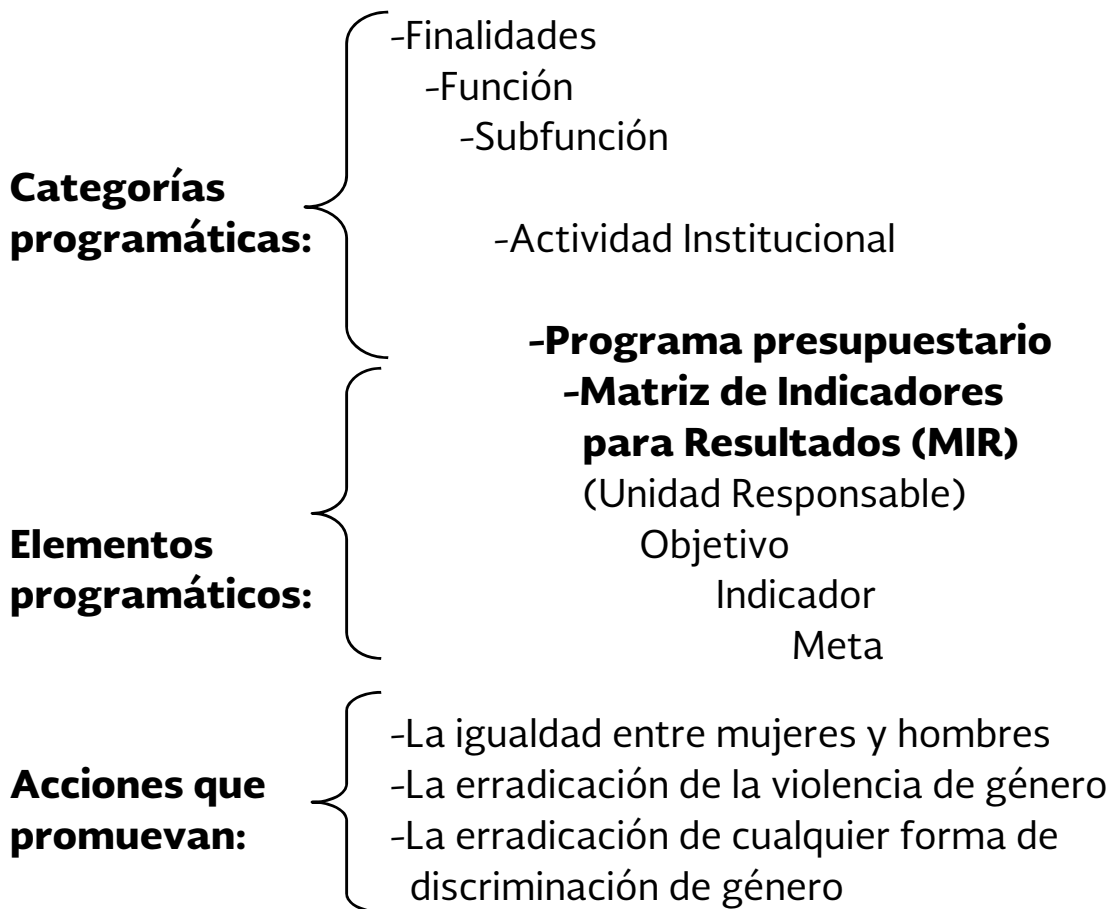 Categorías
programáticas:
-Finalidades
-Función
-Subfunción
-Actividad Institucional
-Programa presupuestario
Elementos
programáticos:
-Matriz de Indicadores
para Resultados (MIR)
(Unidad Responsable)
Objetivo
Indicador
Meta
Acciones que
promuevan:
-La igualdad entre mujeres y hombres
-La erradicación de la violencia de género
-La erradicación de cualquier forma de
discriminación de género